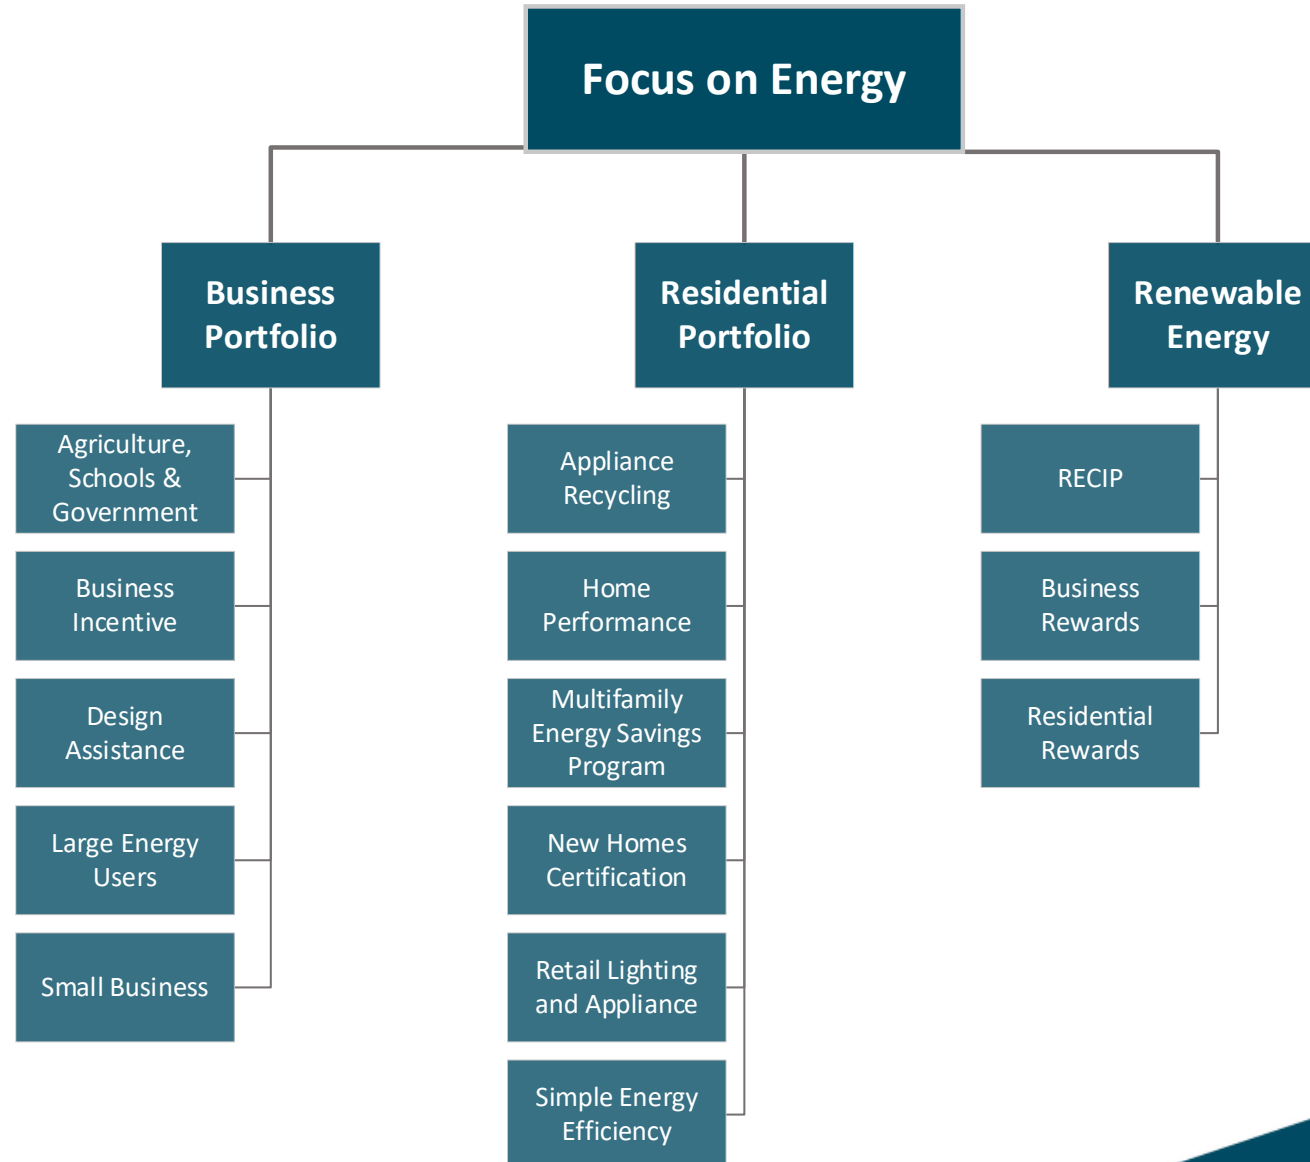 Focus on Energy
Business
Portfolio
Agriculture,
Schools &
Government
Business
Incentive
Design
Assistance
Large Energy
Users
Small Business
Residential
Portfolio
Appliance
Recycling
Home
Performance
Multifamily
Energy Savings
Program
New Homes
Certification
Retail Lighting
and Appliance
Simple Energy
Efficiency
Renewable
Energy
RECIP
Business
Rewards
Residential
Rewards